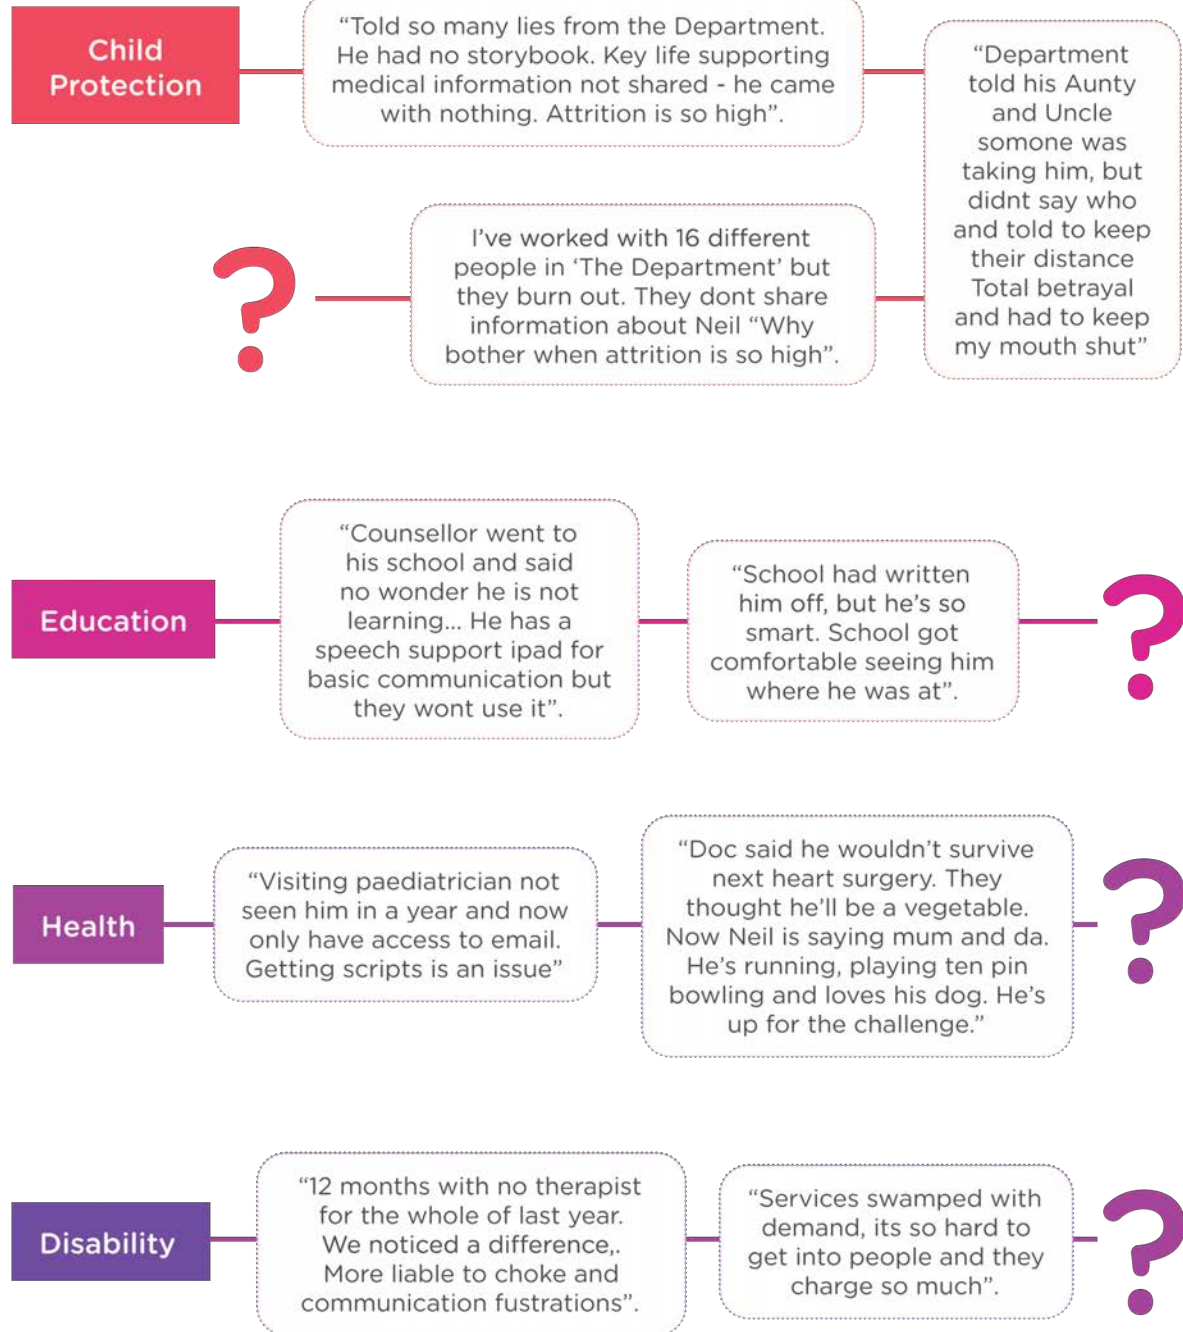 Child
Protection
“Told so many lies from the Department.
He had no storybook. Key life supporting
medical information not shared - he came
with nothing. Attrition is so high”.
“Department
told his Aunty
and Uncle
somone was
taking him, but
didnt say who
and told to keep
their distance
Total betrayal
and had to keep
my mouth shut”
I’ve worked with 16 different
people in ‘The Department’ but
they burn out. They dont share
information about Neil “Why
bother when attrition is so high”.
?
Education
“Counsellor went to
his school and said
no wonder he is not
learning... He has a
speech support ipad for
basic communication but
they wont use it”.
“School had written
him off, but he’s so
smart. School got
comfortable seeing him
where he was at”.
?
Health
“Visiting paediatrician not
seen him in a year and now
only have access to email.
Getting scripts is an issue”
“Doc said he wouldn’t survive
next heart surgery. They
thought he’ll be a vegetable.
Now Neil is saying mum and da.
He’s running, playing ten pin
bowling and loves his dog. He’s
up for the challenge.”
?
Disability
“12 months with no therapist
for the whole of last year.
We noticed a difference,.
More liable to choke and
communication fustrations”.
“Services swamped with
demand, its so hard to
get into people and they
charge so much”.
?